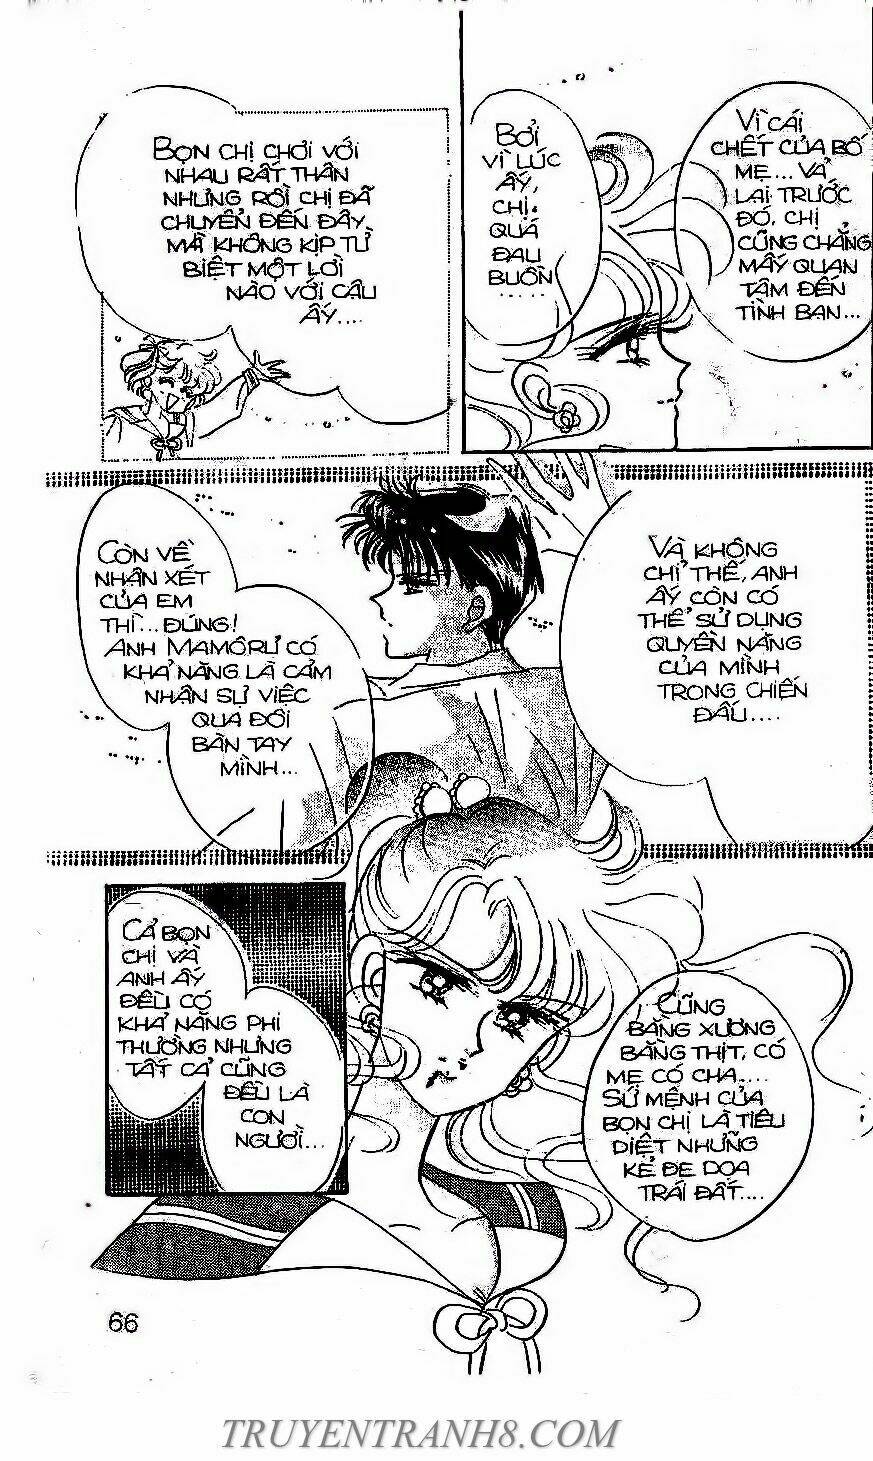 VÌ CÁI
CHẾT CỦA BỐ
MẸ... VẢ
LẠI TRƯỚC
ĐÓ, CHỊ
CŨNG CHẲNG
MẤY QUAN
TÂM ĐẾN
TÌNH BẠN...
BỞI
VÌ LÚC
ẤY,
CHỊ
QUÁ
ĐAU
BUỒN
......
BỌN CHỊ CHƠI VỚI
NHAU RẤT THÂN
NHƯNG RỒI CHỊ ĐÃ
CHUYỂN ĐẾN ĐÂY,
MÀ KHÔNG KỊP TỪ
BIỆT MỘT LỜI
NÀO VỚI CẬU
ẤY....
VÀ KHÔNG
CHỈ THẾ, ANH
ẤY CÒN CÓ
THỂ SỬ DỤNG
QUYỀN NĂNG
CỦA MÌNH
TRONG CHIẾN
ĐẤU.....
CÒN VỀ
NHẬN XÉT
CỦA EM
THÌ... ĐÚNG!
ANH MAMÔRƯ CÓ
KHẢ NĂNG LÀ CẢM
NHẬN SỰ VIỆC
QUA ĐÔI
BÀN TAY
MÌNH...
CẢ BỌN
CHỊ VÀ
ANH ẤY
ĐỀU CÓ
KHẢ NĂNG PHI
THƯỜNG NHƯNG
TẤT CẢ CŨNG
ĐỀU LÀ
CON
NGƯỜI...
CŨNG
BẰNG XƯƠNG
BẰNG THỊT, CÓ
MẸ CÓ CHA.....
SỨ MỆNH CỦA
BỌN CHỊ LÀ TIÊU
DIỆT NHỮNG
KẺ ĐE DỌA
TRÁI ĐẤT....
66
TRUYENTRANH8.COM